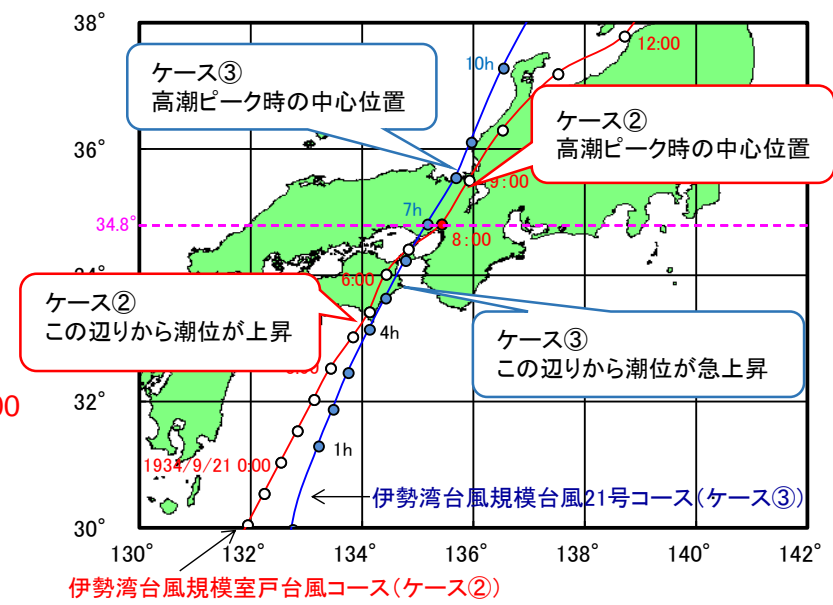 38°
12:00
10h
ケース③
高潮ピーク時の中心位置
ケース②
高潮ピーク時の中心位置
36°
9:00
7h
34.8°
8:00
34°
6:00
ケース②
この辺りから潮位が上昇
4h
ケース③
この辺りから潮位が急上昇
32°
00
1h
1934/9/21 0:00
伊勢湾台風規模台風21号コース(ケース③)
30°
130°
132°
134°
136°
138°
140°
142°
伊勢湾台風規模室戸台風コース(ケース②)